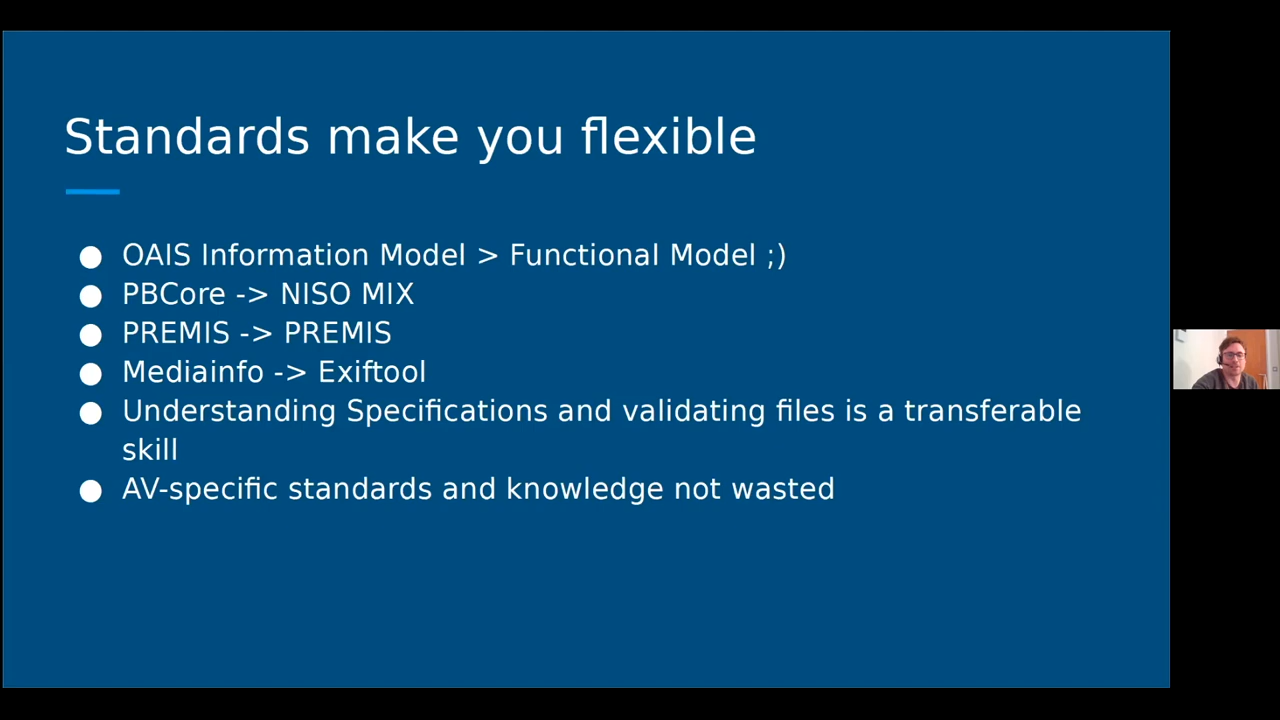 Standards make you flexible
● OAIS Information Model > Functional Model ;)
● PBCore -> NISO MIX
● PREMIS -> PREMIS
● Mediainfo -> Exiftool
● Understanding Specifications and validating files is a transferable
skill
● AV-specific standards and knowledge not wasted